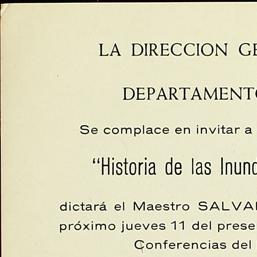 LA DIRECCION GE
DEPARTAMENTO
Se complace en invitar a
"Historia de las Inund
dictará el Maestro SALVA
próximo jueves 11 del prese
Conferencias del